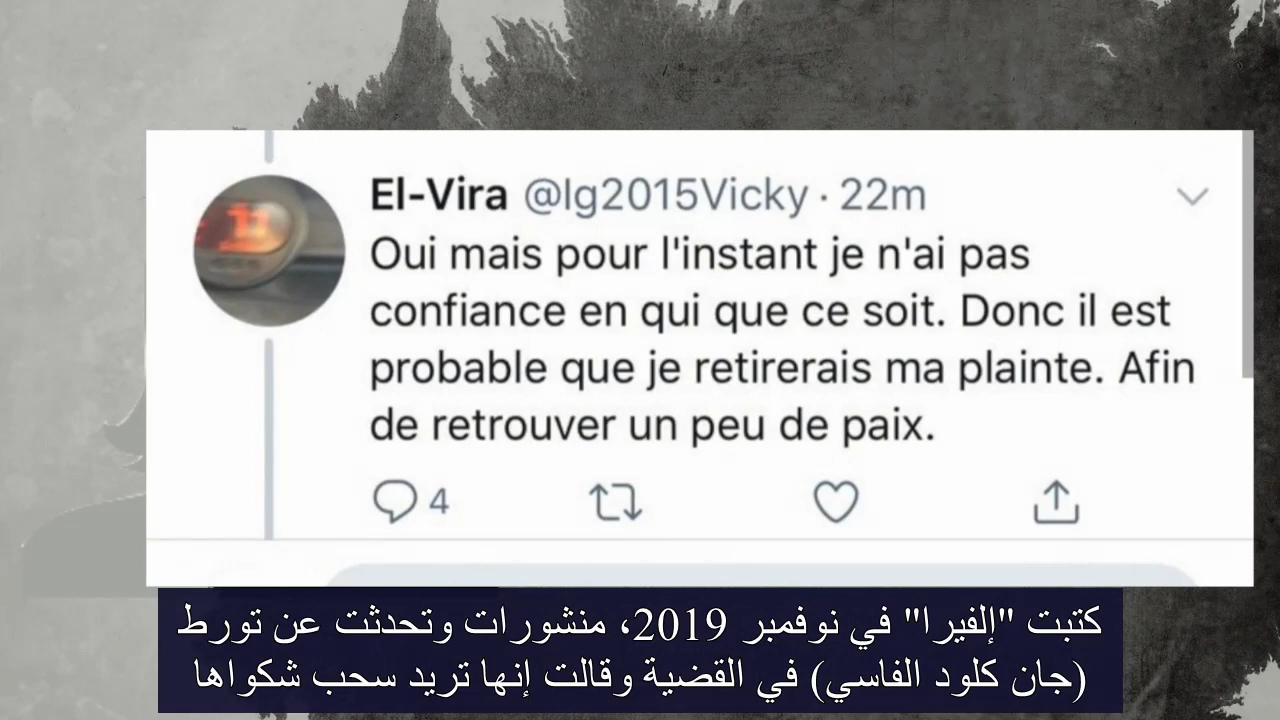 El-Vira @lg2015Vicky · 22m
Oui mais pour l'instant je n'ai pas
confiance en qui que ce soit. Donc il est
probable que je retirerais ma plainte. Afin
de retrouver un peu de paix.
4
كتبت "إلفيرا" في نوفمبر 2019، منشورات وتحدثت عن تورط
(جان كلود الفاسي) في القضية وقالت إنها تريد سحب شكواها